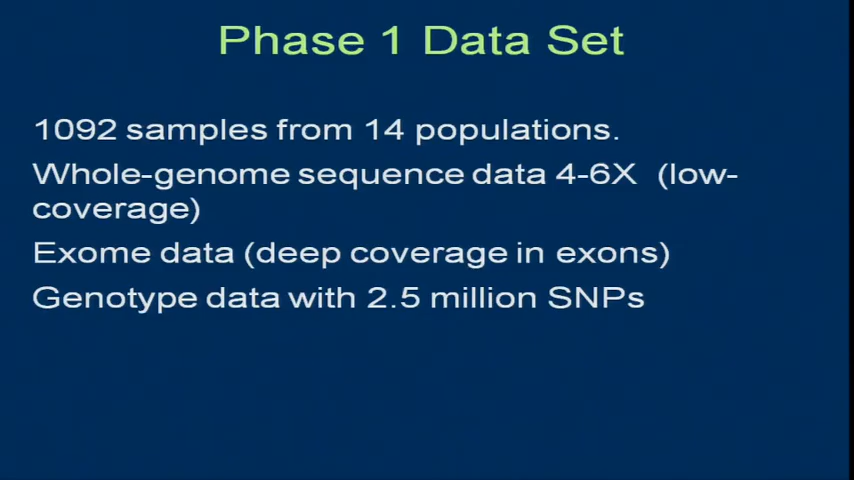 Phase 1 Data Set
1092 samples from 14 populations.
Whole-genome sequence data 4-6X (low-
coverage)
Exome data (deep coverage in exons)
Genotype data with 2.5 million SNPs